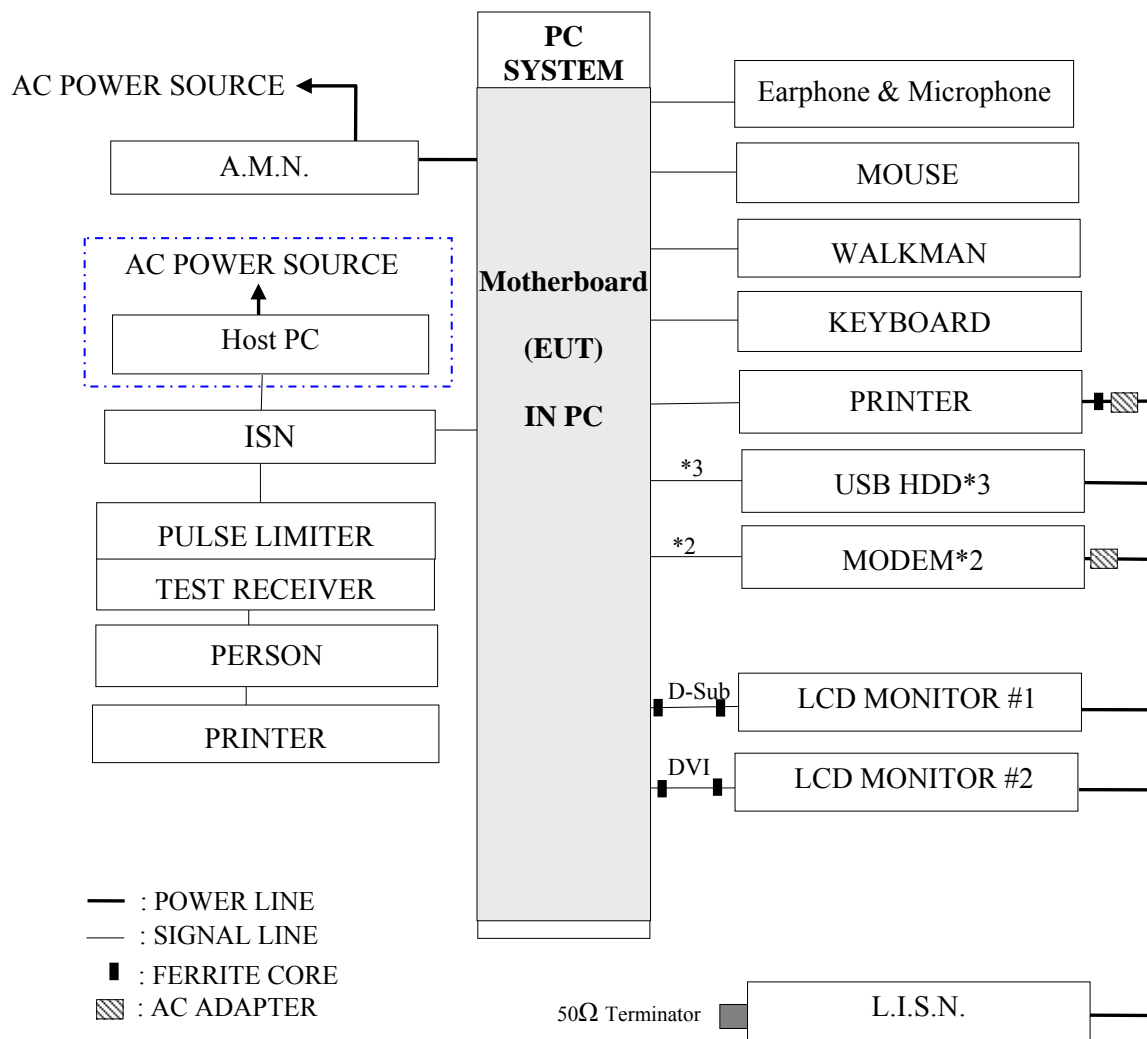 PC
SYSTEM
AC POWER SOURCE
A.M.N.
AC POWER SOURCE
Host PC
ISN
PULSE LIMITER
TEST RECEIVER
PERSON
PRINTER
Motherboard
(EUT)
IN PC
Earphone & Microphone
MOUSE
WALKMAN
KEYBOARD
PRINTER
*3
USB HDD*3
*2
MODEM*2
D-Sub
LCD MONITOR #1
DVI
LCD MONITOR #2
: POWER LINE
: SIGNAL LINE
: FERRITE CORE
: AC ADAPTER
50Ω Terminator
L.I.S.N.